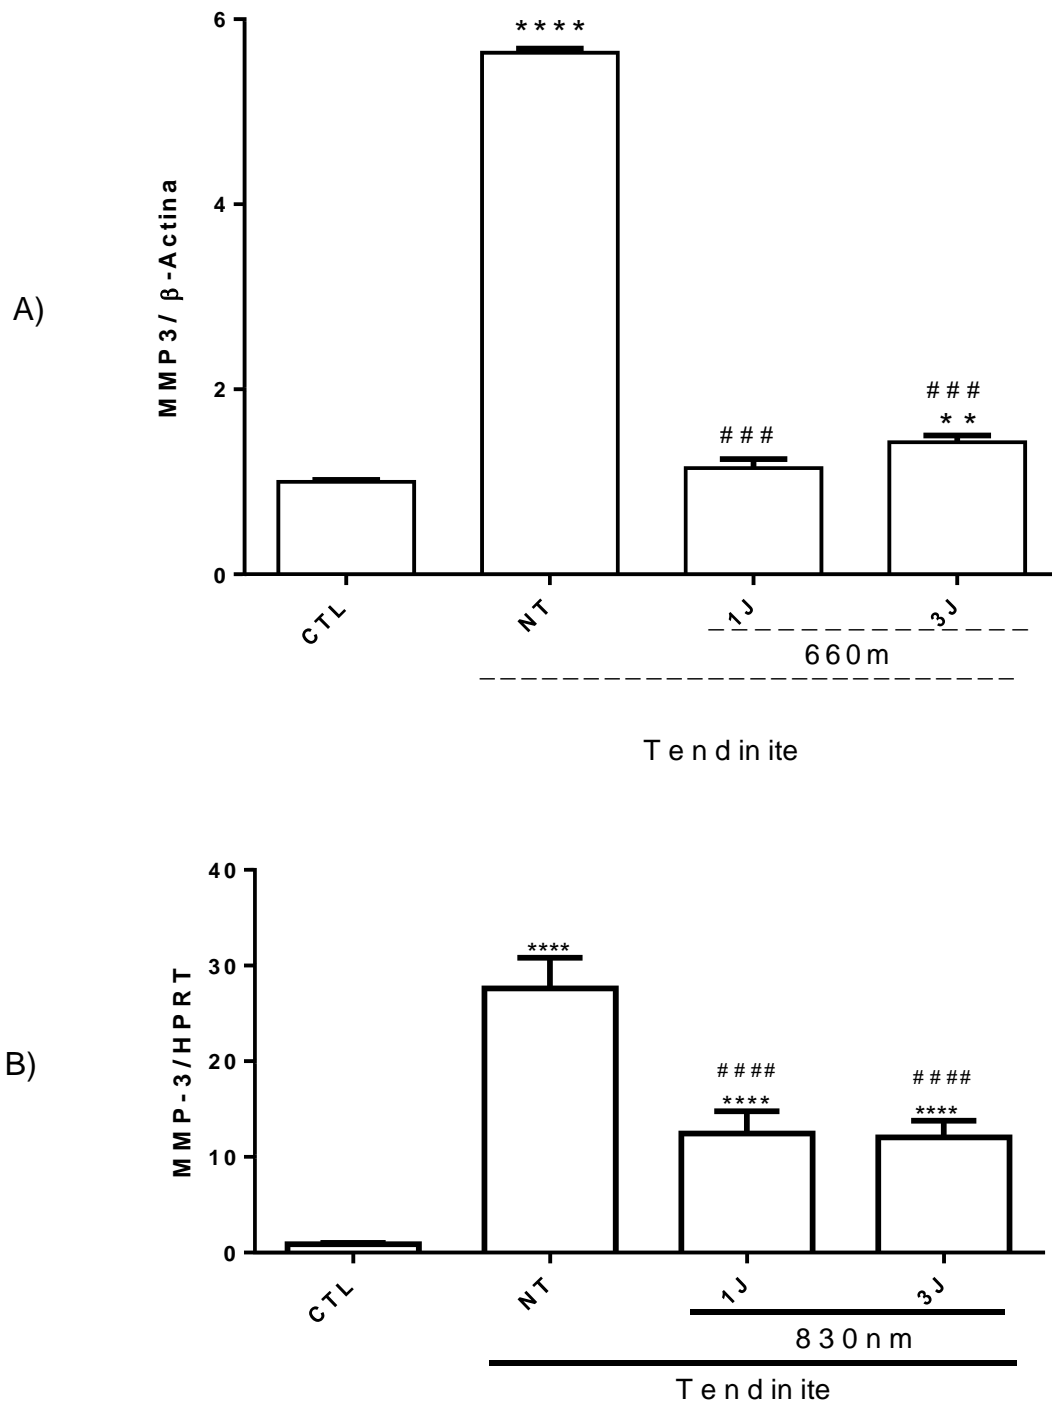 A)
MMP3/ β-Actina
6
4
2
0
****
###
###
**
CTL
NT
1J
3J
660m
Tendinite
B)
MMP-3/HPRT
40
30
20
10
0
****
####
****
####
****
CTL
NT
1J
3J
830nm
Tendinite